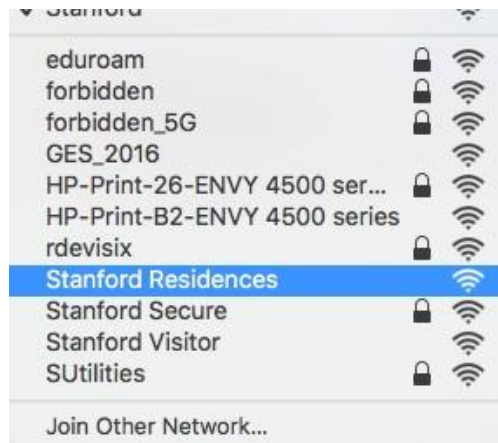 Stanford
eduroam
forbidden
forbidden_5G
GES_2016
HP-Print-26-ENVY 4500 ser...
HP-Print-B2-ENVY 4500 series
rdevisix
Stanford Residences
Stanford Secure
Stanford Visitor
SUtilities
Join Other Network...